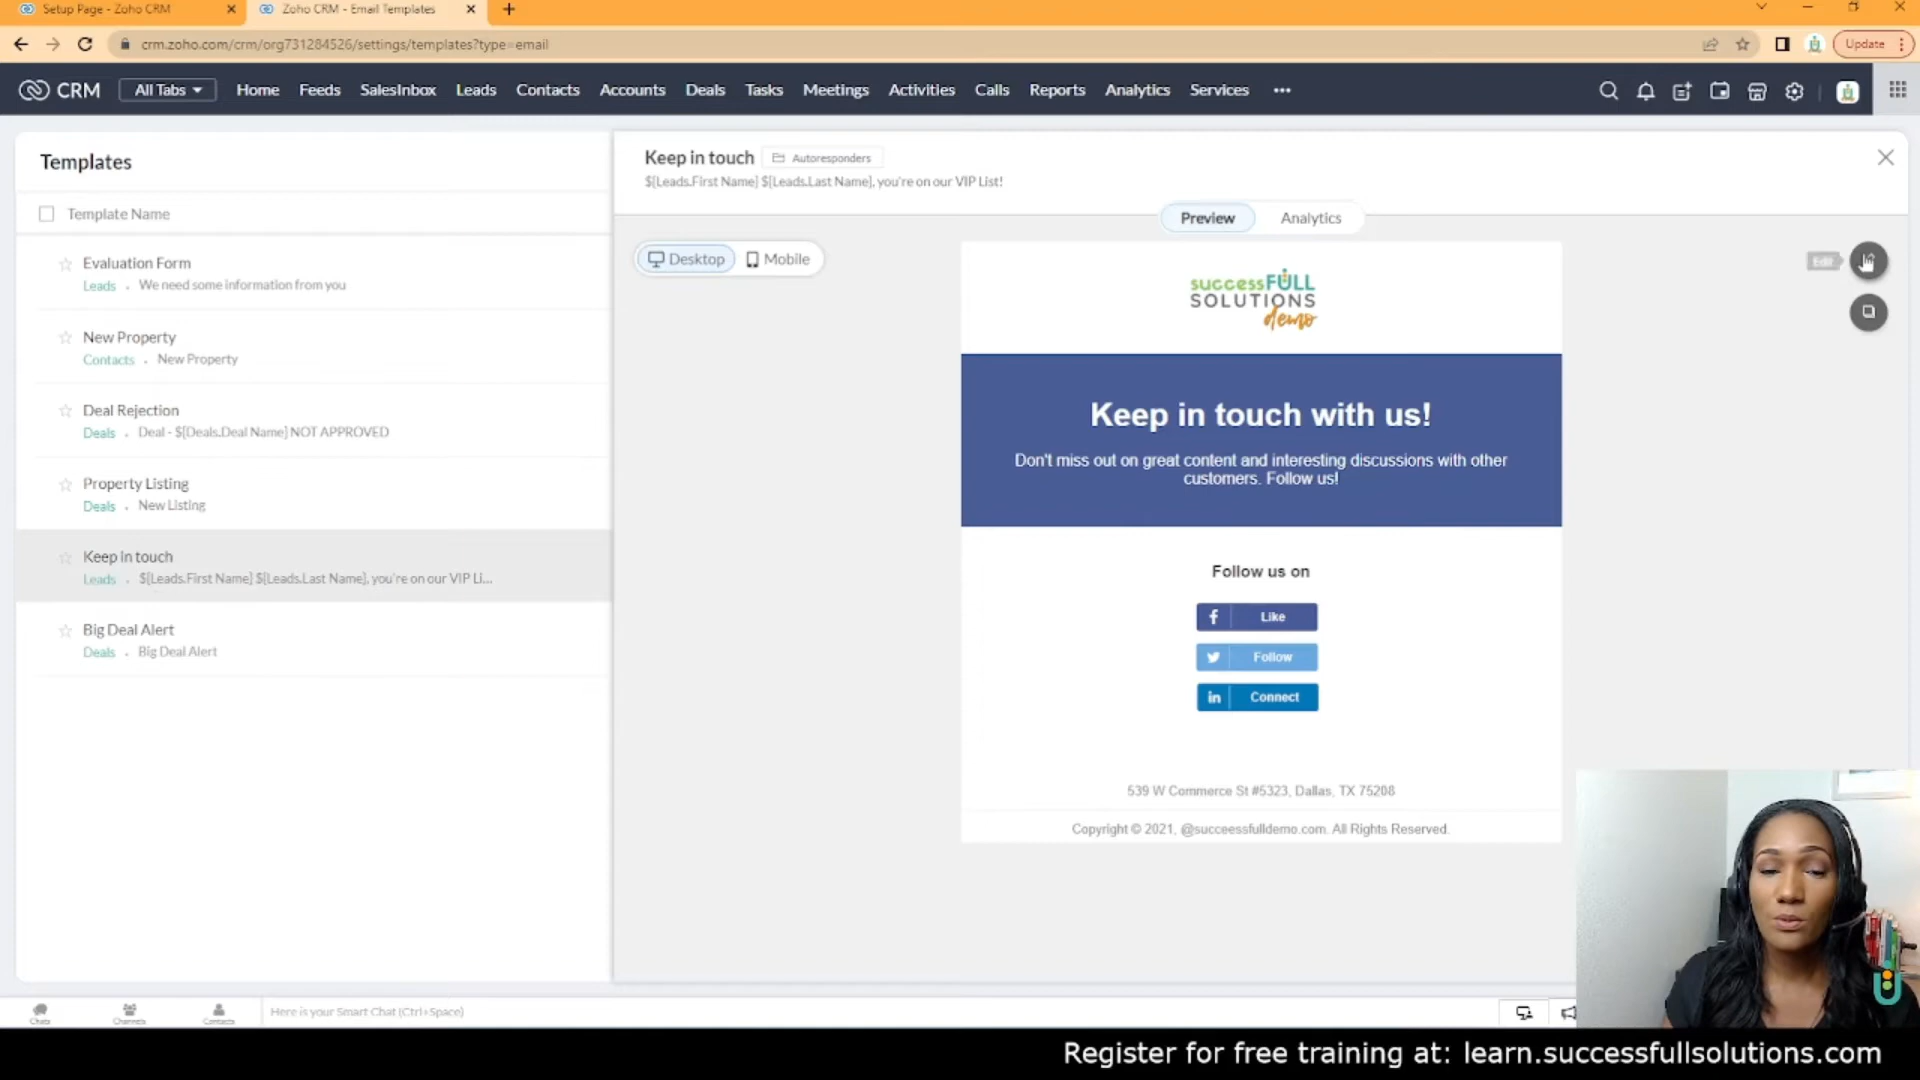 Setup Page - Zoho CRM
Zoho CRM - Email Templates
crm.zoho.com/crm/org731284526/settings/templates?type=email
Update
CRM
All Tabs
Home
Feeds
SalesInbox
Leads
Contacts
Accounts
Deals
Tasks
Meetings
Activities
Calls
Reports
Analytics
Services
Templates
Template Name
Evaluation Form
Leads . We need some information from you
New Property
Contacts . New Property
Deal Rejection
Deals . Deal - $[Deals.Deal Name] NOT APPROVED
Property Listing
Deals . New Listing
Keep in touch
Leads . $[Leads.First Name] $[Leads.Last Name], you're on our VIP Li...
Big Deal Alert
Deals . Big Deal Alert
Keep in touch
Autoresponders
$[Leads.First Name] $[Leads.Last Name], you're on our VIP List!
Preview
Analytics
Desktop
Mobile
Edit
successFULL
SOLUTIONS
demo
Keep in touch with us!
Don't miss out on great content and interesting discussions with other
customers. Follow us!
Follow us on
Like
Follow
Connect
539 W Commerce St #5323, Dallas, TX 75208
Copyright © 2021, @succeessfulldemo.com. All Rights Reserved.
Chats
Channels
Contacts
Here is your Smart Chat (Ctrl+Space)
Register for free training at: learn.successfullsolutions.com